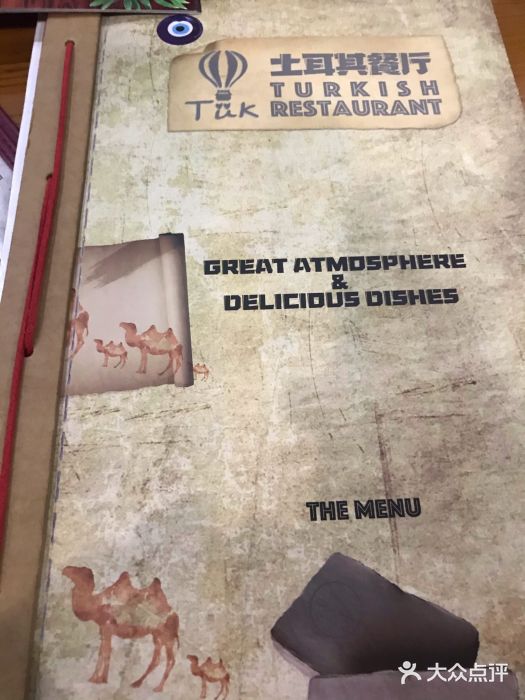 土耳其餐厅
Tük TURKISH
RESTAURANT
GREAT ATMOSPHERE
&
DELICIOUS DISHES
THE MENU
大众点评